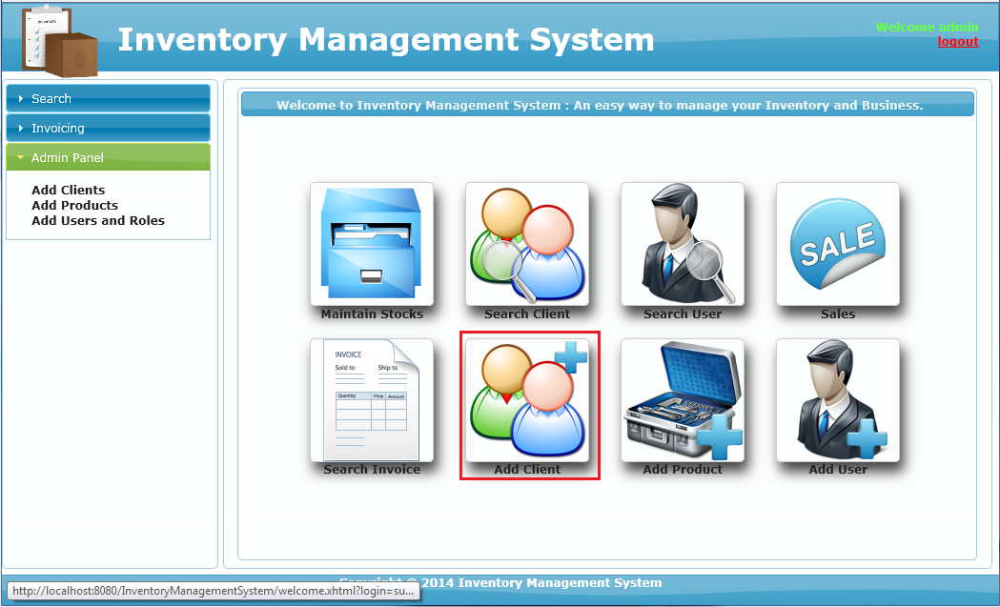 INVENTORY
Inventory Management System
Welcome admin
logout
Search
Invoicing
Admin Panel
Add Clients
Add Products
Add Users and Roles
Welcome to Inventory Management System : An easy way to manage your Inventory and Business.
SALE
Maintain Stocks Search Client Search User Sales
INVOICE
Sold to Ship to
Quantity Price Amount
Search Invoice Add Client Add Product Add User
Copyright © 2014 Inventory Management System
http://localhost:8080/InventoryManagementSystem/welcome.xhtml?login=su...